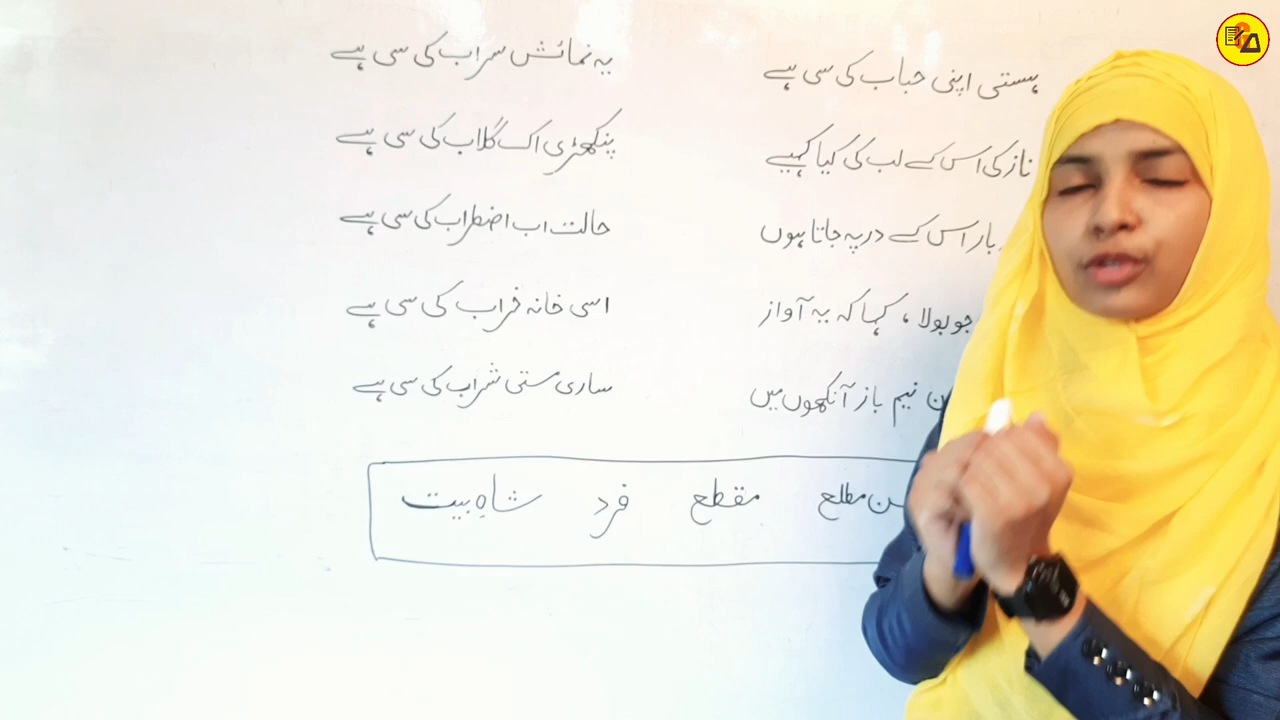 ہستی اپنی حباب کی سی ہے
یہ نمائش سراب کی سی ہے
نازکی اس کے لب کی کیا کہیے
پنکھڑی اک گلاب کی سی ہے
بار اس کے در پہ جاتا ہوں
حالت اب اضطراب کی سی ہے
جو بولا ، کہا کہ یہ آواز
اسی خانہ خراب کی سی ہے
نیم باز آنکھوں میں
ساری مستی شراب کی سی ہے
مطلع مقطع فرد شاہِ بیت